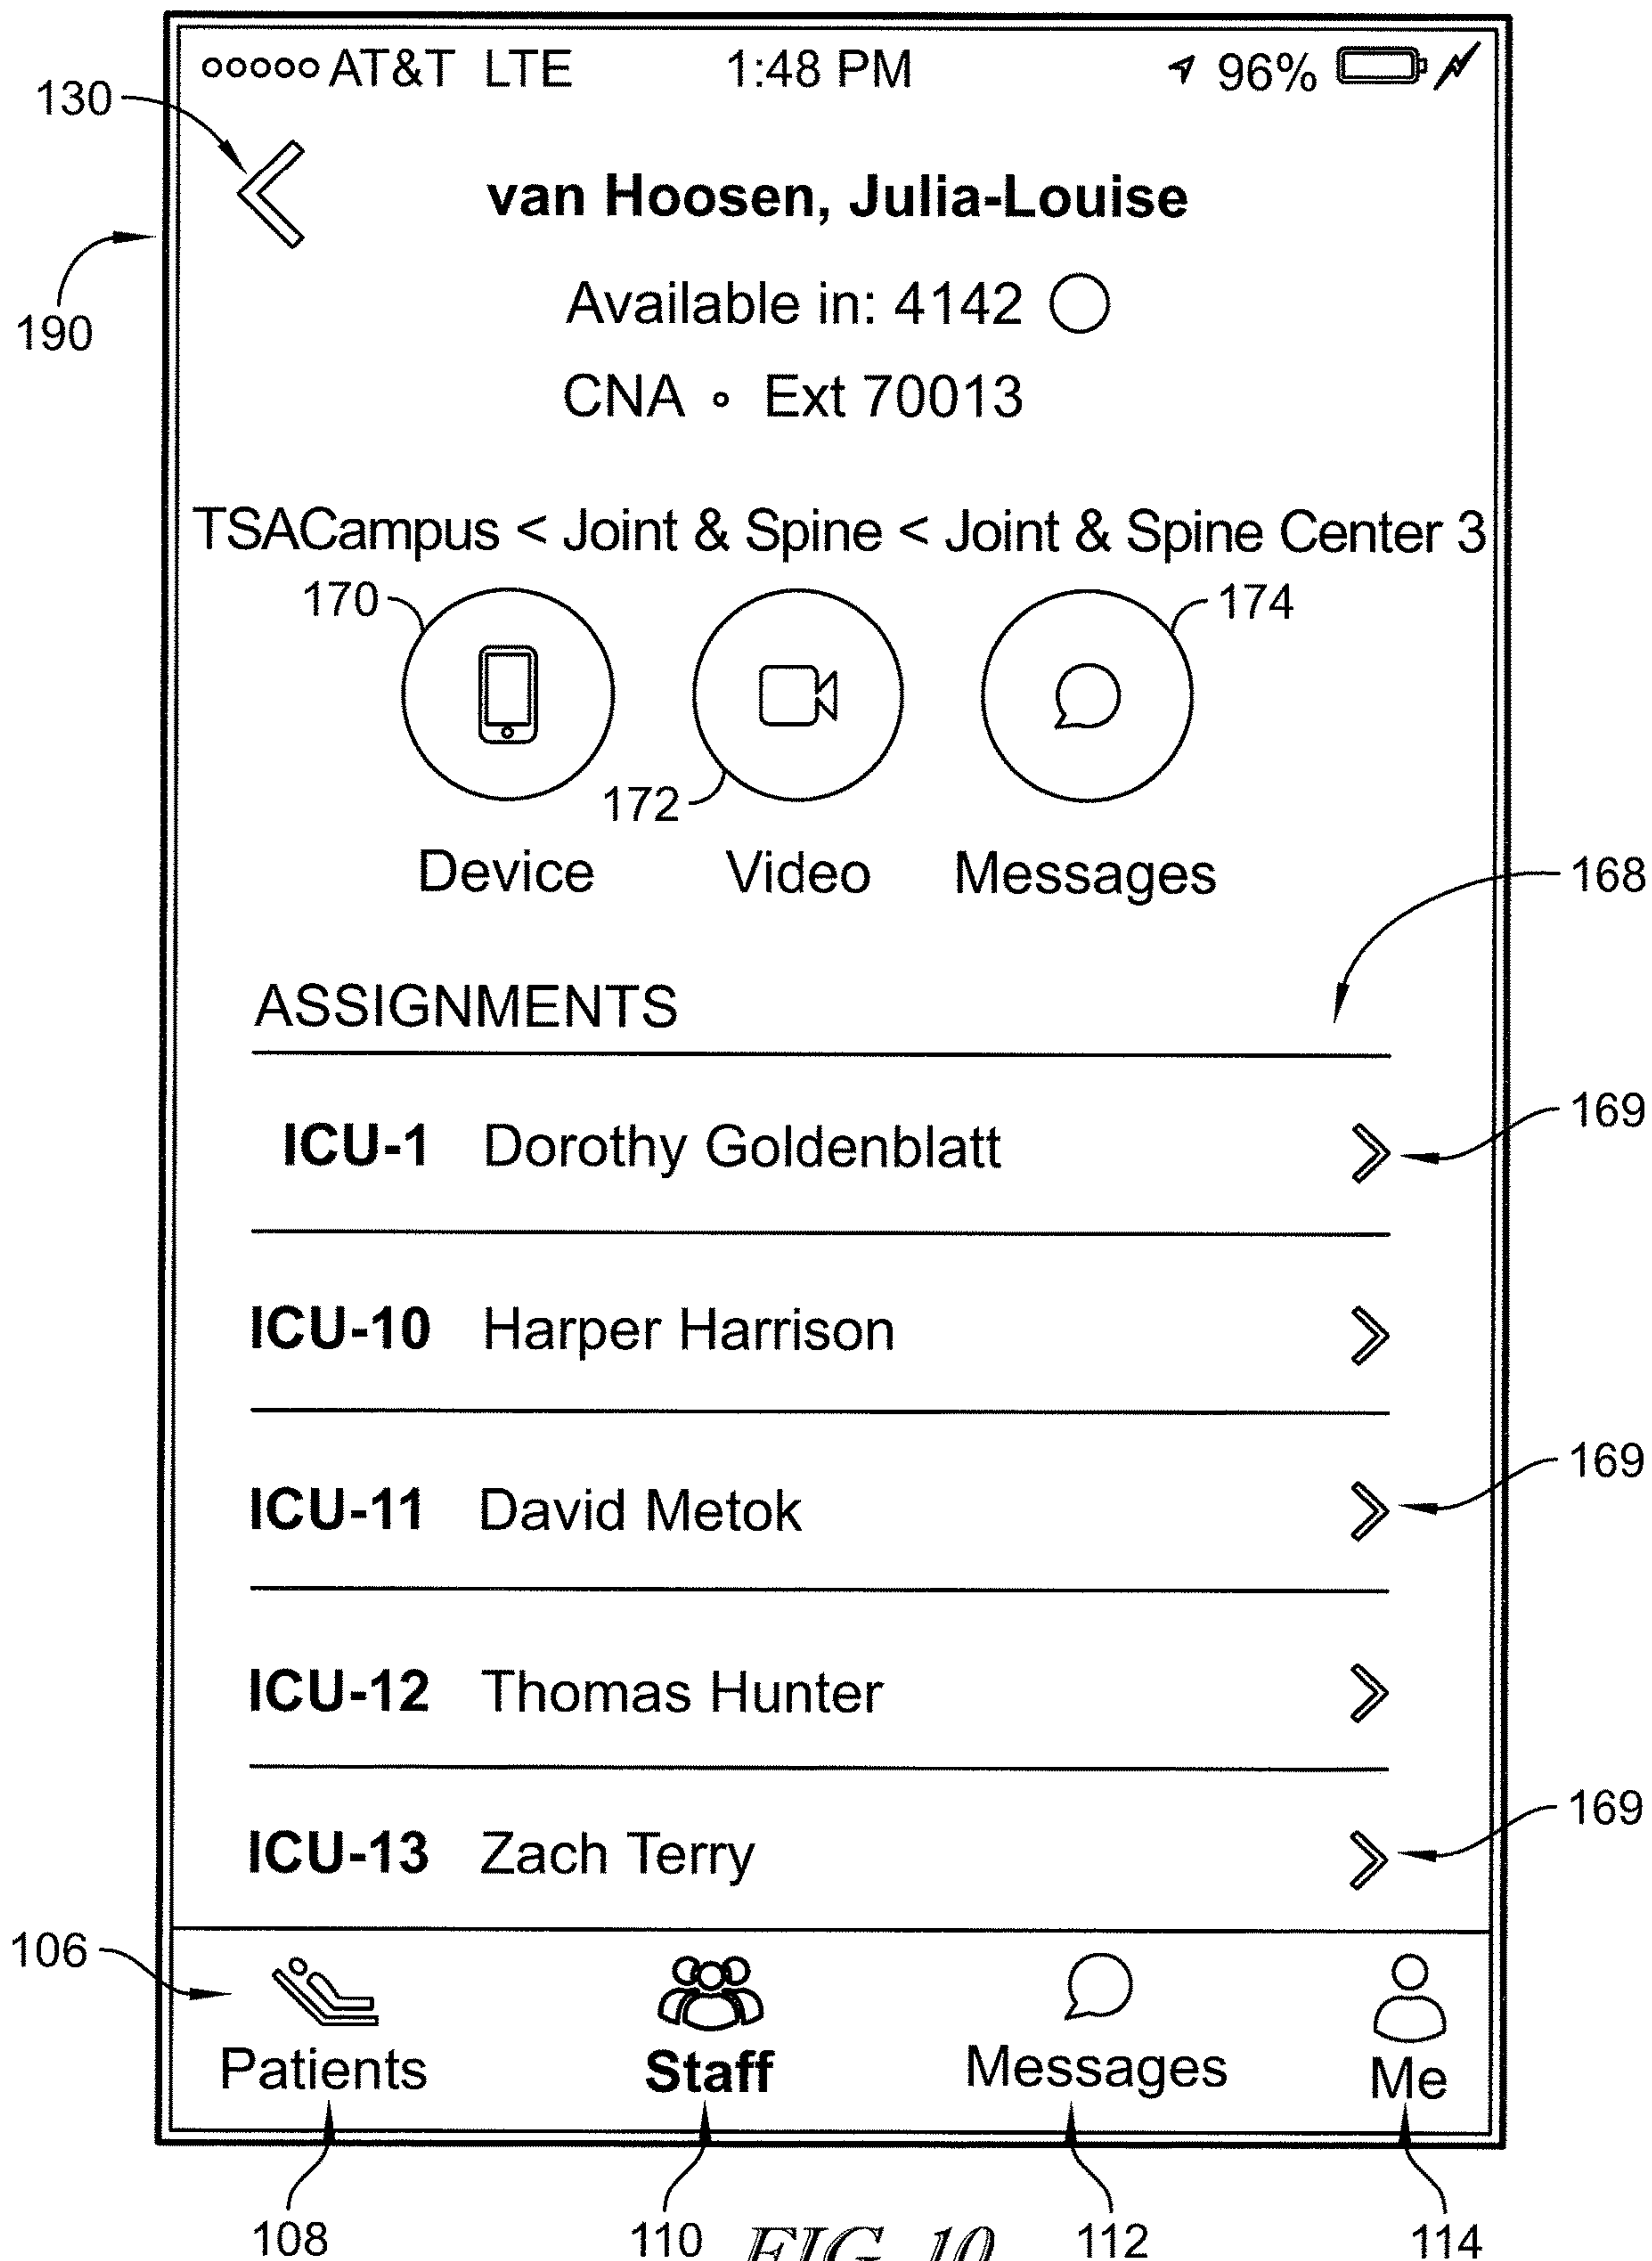 AT&T LTE 1:48 PM 96%
130
van Hoosen, Julia-Louise
190
Available in: 4142
CNA ∘ Ext 70013
TSACampus < Joint & Spine < Joint & Spine Center 3
170
174
172
Device Video Messages
168
ASSIGNMENTS
ICU-1 Dorothy Goldenblatt
169
ICU-10 Harper Harrison
ICU-11 David Metok
169
ICU-12 Thomas Hunter
ICU-13 Zach Terry
169
106
Patients Staff Messages Me
108 110 112 114
FIG. 10